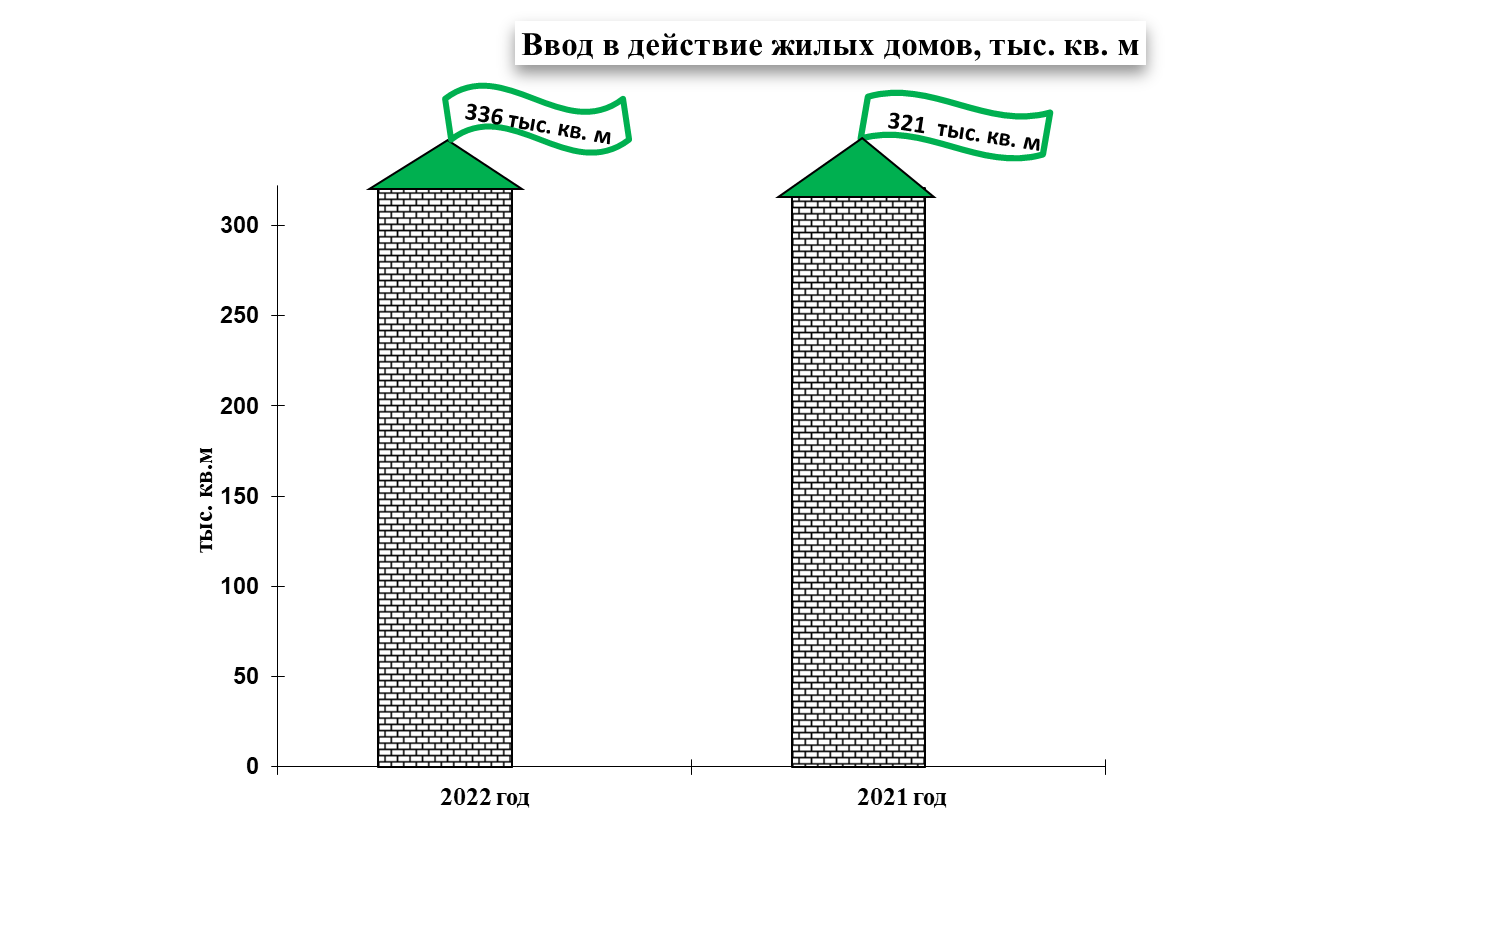 Ввод в действие жилых домов, тыс. кв. м
336 тыс. кв. м
321 тыс. кв. м
300
250
200
150
100
50
0
тыс. кв.м
2022 год
2021 год